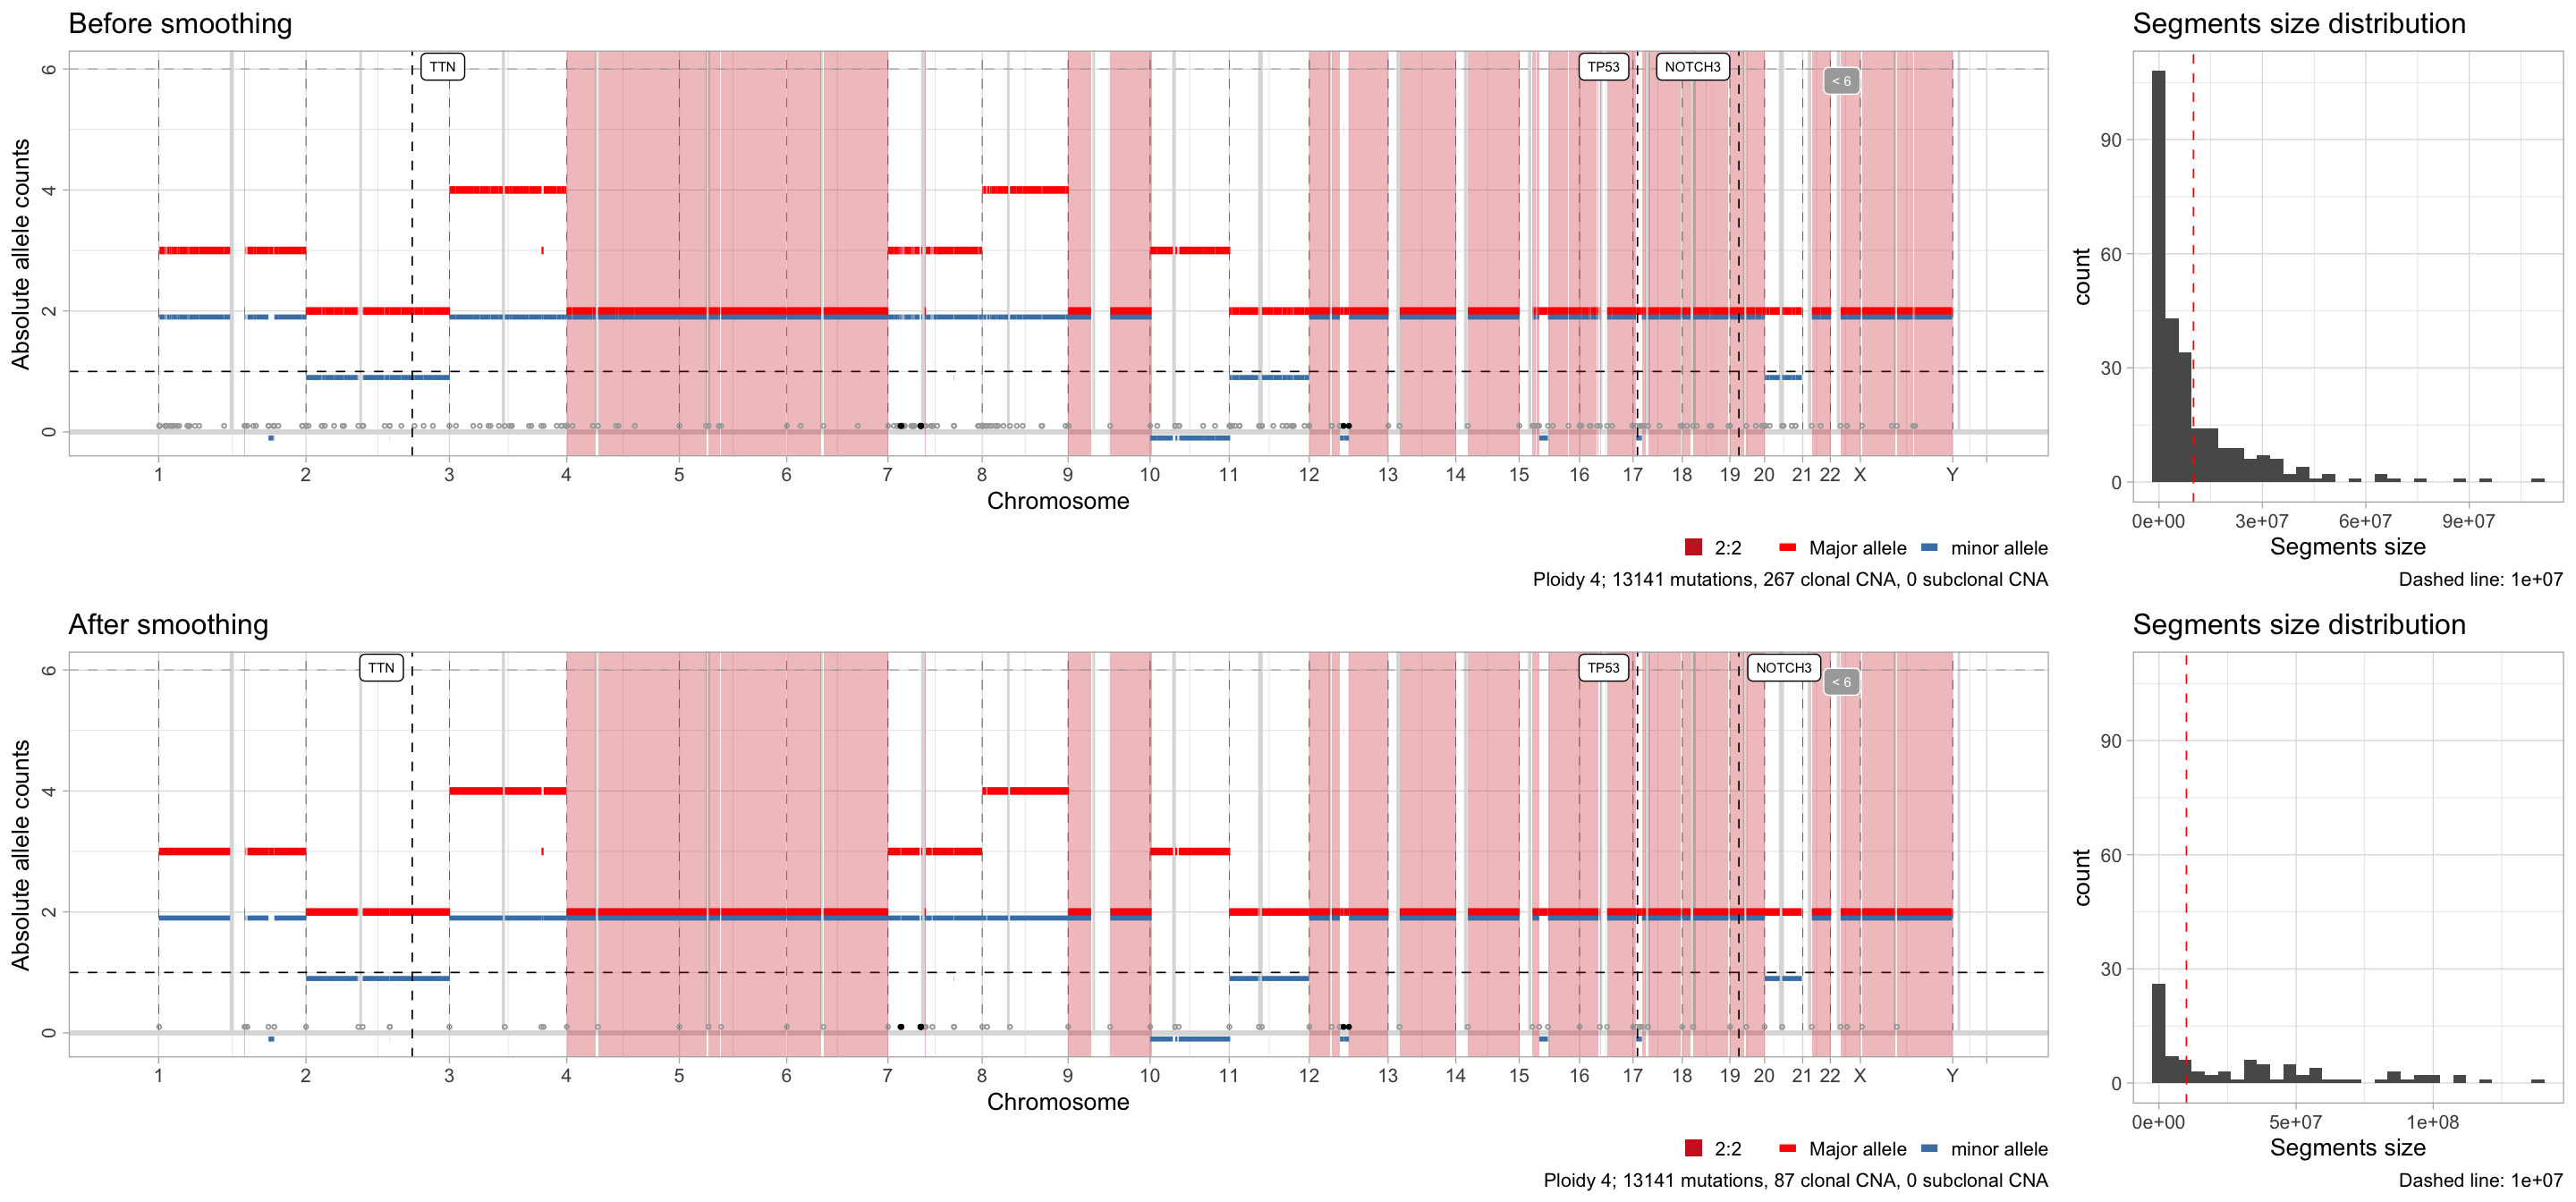 Before smoothing
Segments size distribution
Absolute allele counts
6
4
2
0
TTN
TP53
NOTCH3
< 6
1 2 3 4 5 6 7 8 9 10 11 12 13 14 15 16 17 18 19 20 21 22 X Y
Chromosome
2:2 Major allele minor allele
Ploidy 4; 13141 mutations, 267 clonal CNA, 0 subclonal CNA
count
90
60
30
0
0e+00 3e+07 6e+07 9e+07
Segments size
Dashed line: 1e+07
After smoothing
Segments size distribution
Absolute allele counts
6
4
2
0
TTN
TP53
NOTCH3
< 6
1 2 3 4 5 6 7 8 9 10 11 12 13 14 15 16 17 18 19 20 21 22 X Y
Chromosome
2:2 Major allele minor allele
Ploidy 4; 13141 mutations, 87 clonal CNA, 0 subclonal CNA
count
90
60
30
0
0e+00 5e+07 1e+08
Segments size
Dashed line: 1e+07